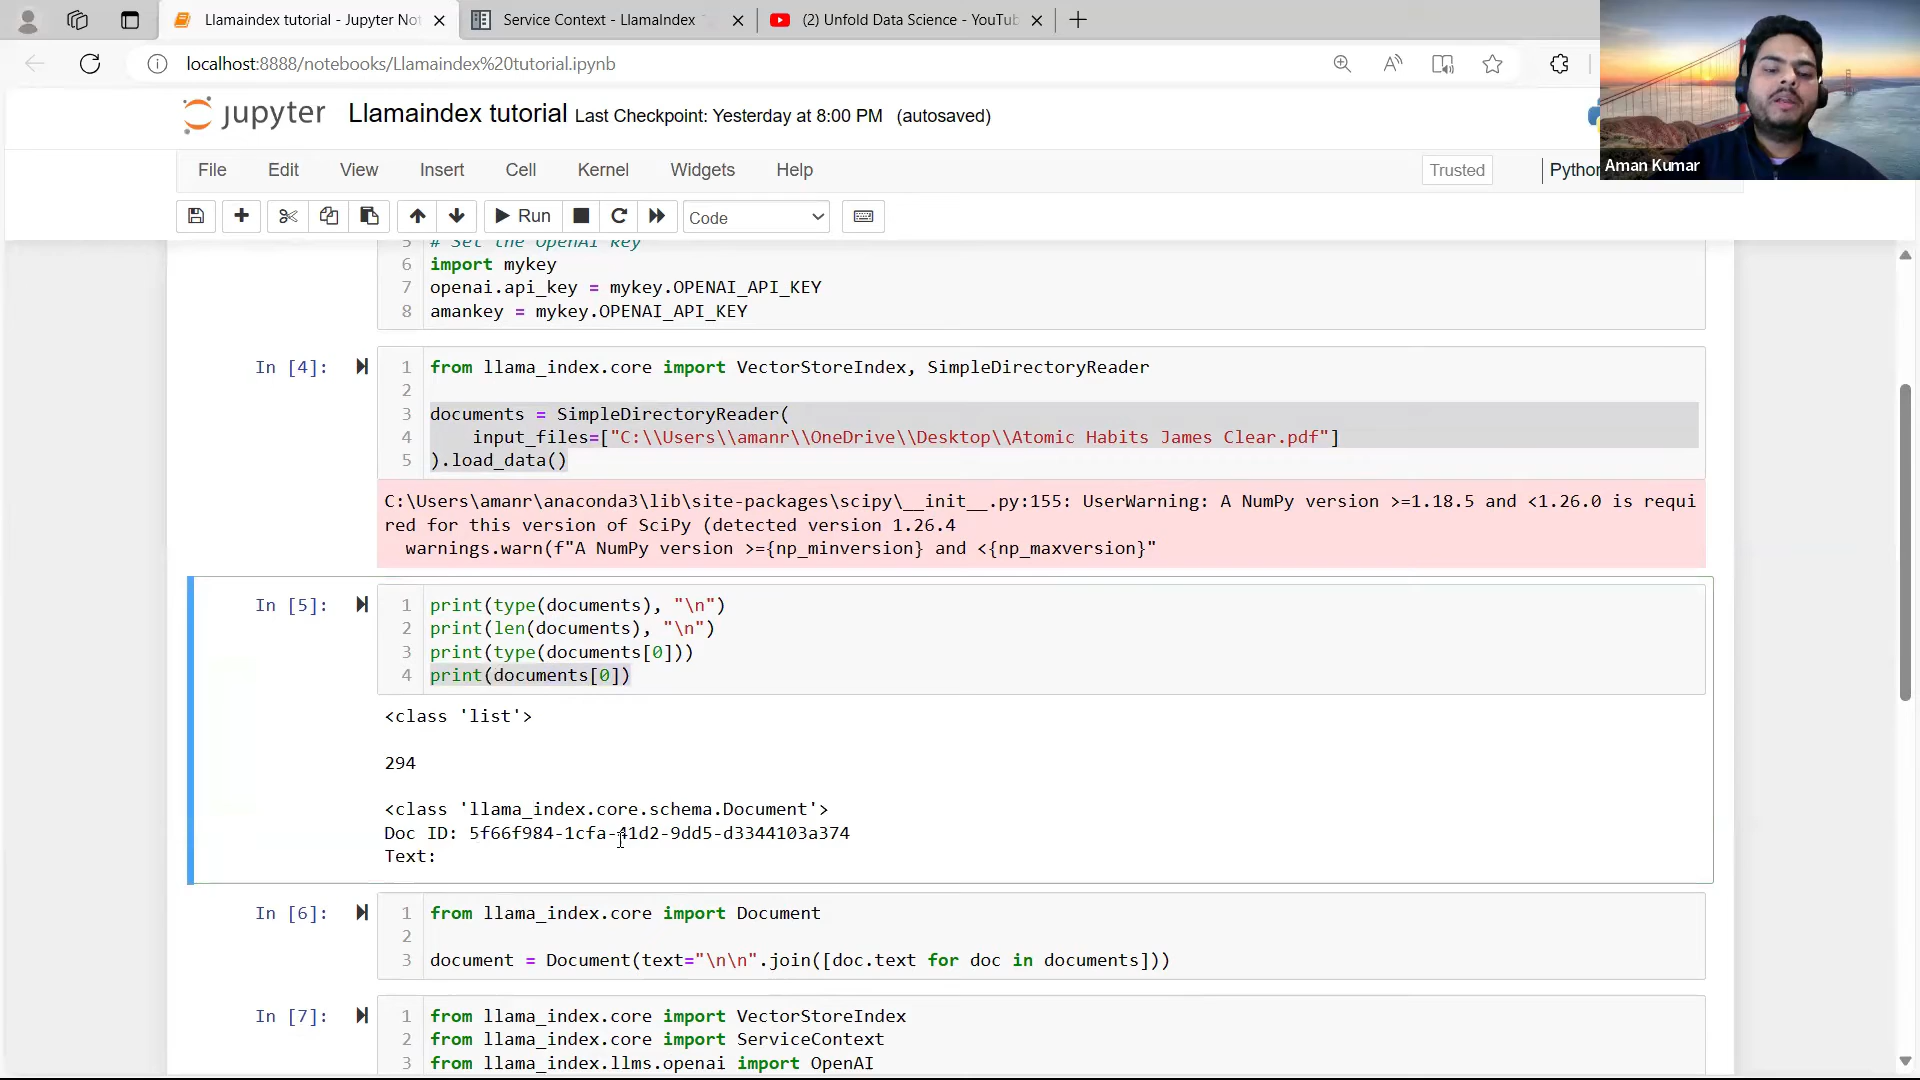 Llamaindex tutorial - Jupyter No
Service Context - LlamaIndex
(2) Unfold Data Science - YouTub
localhost:8888/notebooks/Llamaindex%20tutorial.ipynb
jupyter Llamaindex tutorial Last Checkpoint: Yesterday at 8:00 PM (autosaved)
Aman Kumar
File Edit View Insert Cell Kernel Widgets Help Trusted Python
Run Code
5 # Set the OpenAI key
6 import mykey
7 openai.api_key = mykey.OPENAI_API_KEY
8 amankey = mykey.OPENAI_API_KEY
In [4]: 1 from llama_index.core import VectorStoreIndex, SimpleDirectoryReader
2
3 documents = SimpleDirectoryReader(
4 input_files=["C:\\Users\\amanr\\OneDrive\\Desktop\\Atomic Habits James Clear.pdf"]
5 ).load_data()
C:\Users\amanr\anaconda3\lib\site-packages\scipy\__init__.py:155: UserWarning: A NumPy version >=1.18.5 and <1.26.0 is requi
red for this version of SciPy (detected version 1.26.4
warnings.warn(f"A NumPy version >={np_minversion} and <{np_maxversion}"
In [5]: 1 print(type(documents), "\n")
2 print(len(documents), "\n")
3 print(type(documents[0]))
4 print(documents[0])
<class 'list'>
294
<class 'llama_index.core.schema.Document'>
Doc ID: 5f66f984-1cfa-41d2-9dd5-d3344103a374
Text:
In [6]: 1 from llama_index.core import Document
2
3 document = Document(text="\n\n".join([doc.text for doc in documents]))
In [7]: 1 from llama_index.core import VectorStoreIndex
2 from llama_index.core import ServiceContext
3 from llama_index.llms.openai import OpenAI